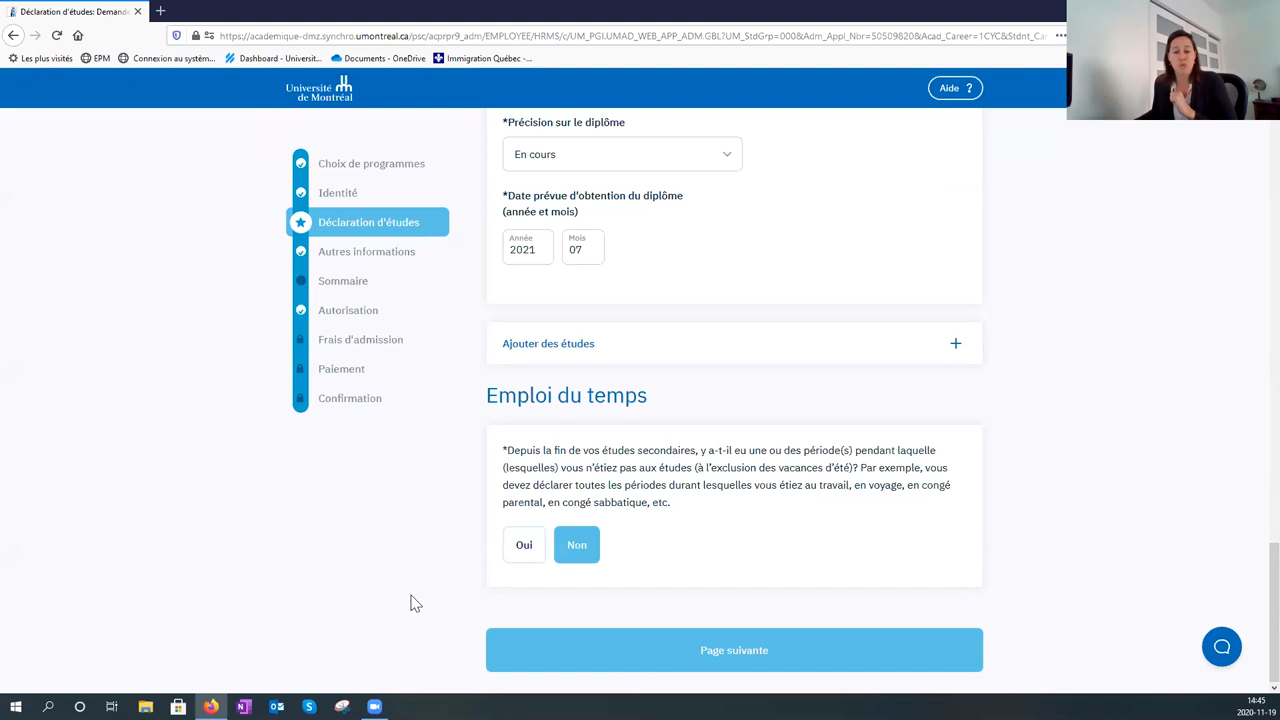 Déclaration d'études: Demande
https://academique-dmz.synchro.umontreal.ca/psc/acprpr9_adm/EMPLOYEE/HRMS/c/UM_PGI.UMAD_WEB_APP_ADM.GBL?UM_StdGrp=000&Adm_Appl_Nbr=50509820&Acad_Career=1CYC&Stdnt_Ca
Les plus visités
EPM
Connexion au systèm...
Dashboard - Universit...
Documents - OneDrive
Immigration Québec -...
Université de Montréal
Aide ?
Choix de programmes
Identité
Déclaration d'études
Autres informations
Sommaire
Autorisation
Frais d'admission
Paiement
Confirmation
*Précision sur le diplôme
En cours
*Date prévue d'obtention du diplôme
(année et mois)
Année
2021
Mois
07
Ajouter des études
Emploi du temps
*Depuis la fin de vos études secondaires, y a-t-il eu une ou des période(s) pendant laquelle
(lesquelles) vous n'étiez pas aux études (à l'exclusion des vacances d'été)? Par exemple, vous
devez déclarer toutes les périodes durant lesquelles vous étiez au travail, en voyage, en congé
parental, en congé sabbatique, etc.
Oui
Non
Page suivante
14:45
2020-11-19